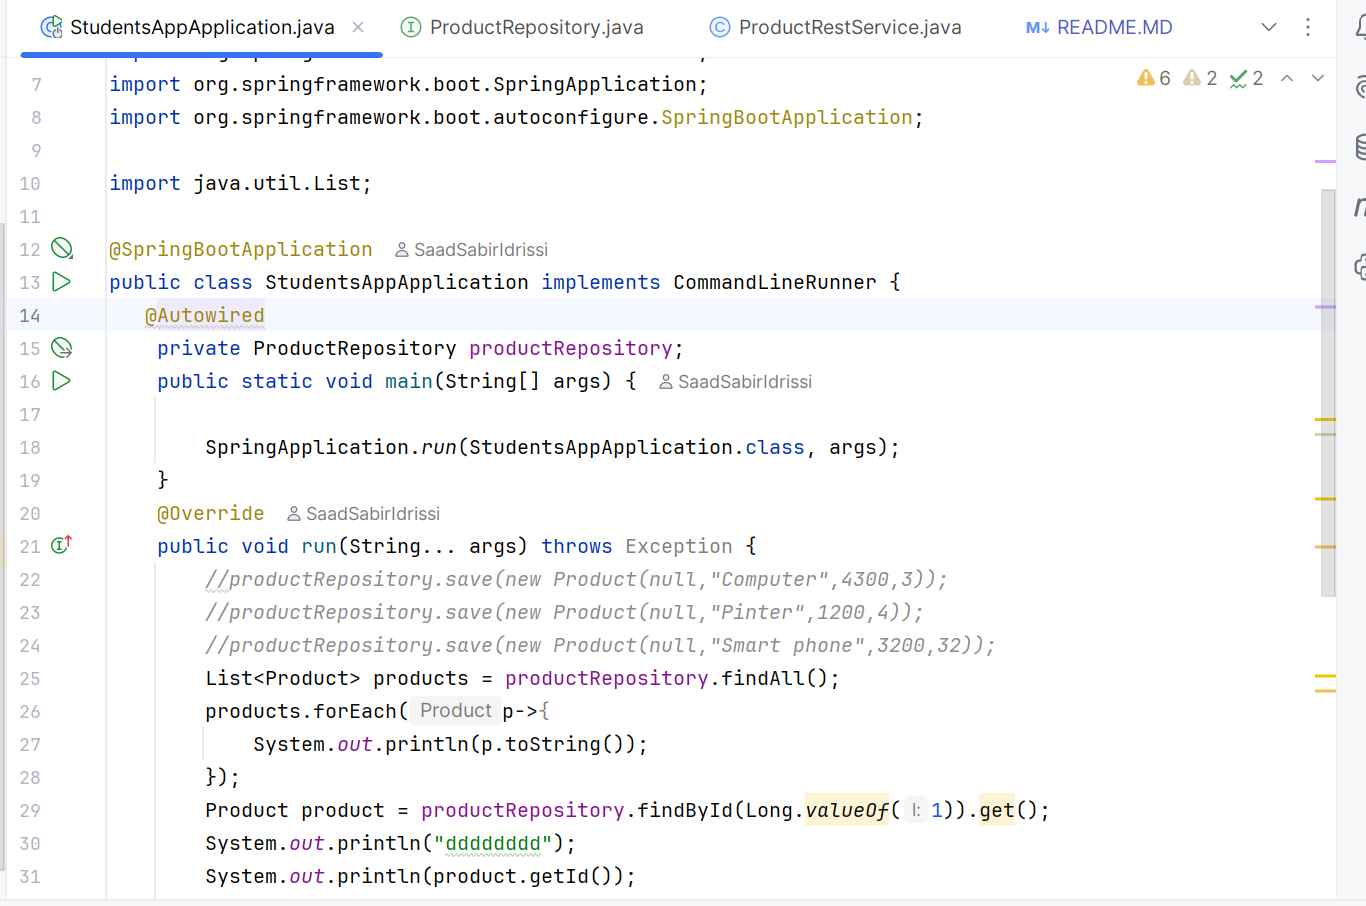 StudentsAppApplication.java ProductRepository.java ProductRestService.java M↓ README.MD
6 2 2
7 import org.springframework.boot.SpringApplication;
8 import org.springframework.boot.autoconfigure.SpringBootApplication;
9
10 import java.util.List;
11
12 @SpringBootApplication SaadSabirIdrissi
13 public class StudentsAppApplication implements CommandLineRunner {
14 @Autowired
15 private ProductRepository productRepository;
16 public static void main(String[] args) { SaadSabirIdrissi
17
18 SpringApplication.run(StudentsAppApplication.class, args);
19 }
20 @Override SaadSabirIdrissi
21 public void run(String... args) throws Exception {
22 //productRepository.save(new Product(null,"Computer",4300,3));
23 //productRepository.save(new Product(null,"Pinter",1200,4));
24 //productRepository.save(new Product(null,"Smart phone",3200,32));
25 List<Product> products = productRepository.findAll();
26 products.forEach( Product p->{
27 System.out.println(p.toString());
28 });
29 Product product = productRepository.findById(Long.valueOf( l: 1)).get();
30 System.out.println("dddddddd");
31 System.out.println(product.getId());